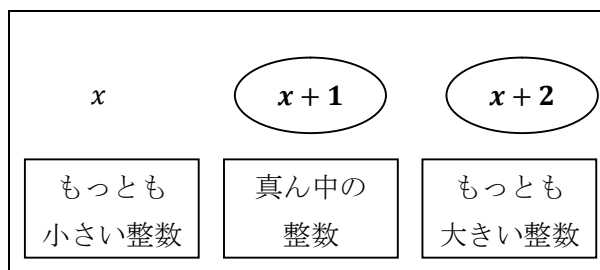 x x + 1 x + 2
もっとも 真ん中の もっとも
小さい整数 整数 大きい整数